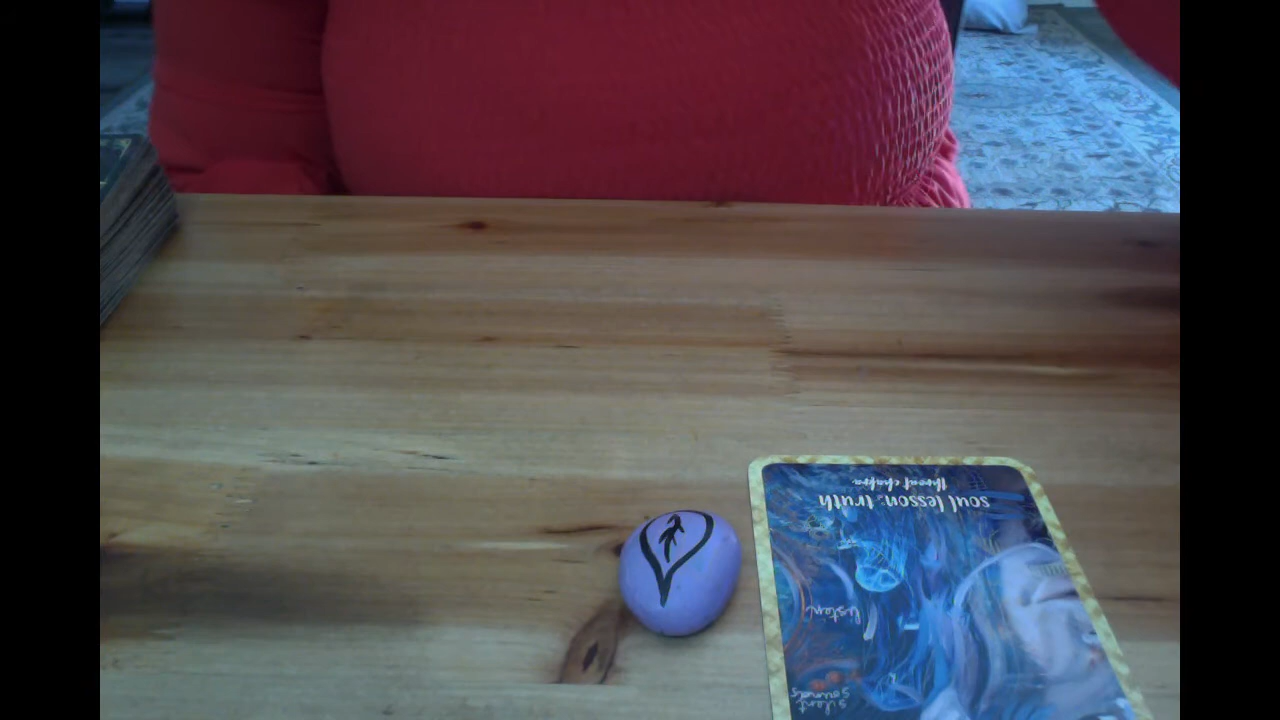 soul lesson: truth
throat chakra
listen
silent
sounds